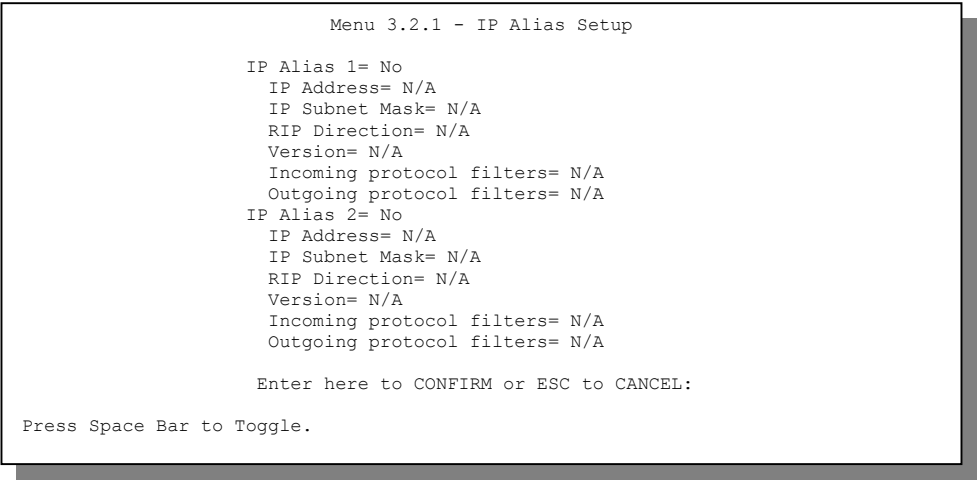 Menu 3.2.1 - IP Alias Setup
IP Alias 1= No
IP Address= N/A
IP Subnet Mask= N/A
RIP Direction= N/A
Version= N/A
Incoming protocol filters= N/A
Outgoing protocol filters= N/A
IP Alias 2= No
IP Address= N/A
IP Subnet Mask= N/A
RIP Direction= N/A
Version= N/A
Incoming protocol filters= N/A
Outgoing protocol filters= N/A
Enter here to CONFIRM or ESC to CANCEL:
Press Space Bar to Toggle.